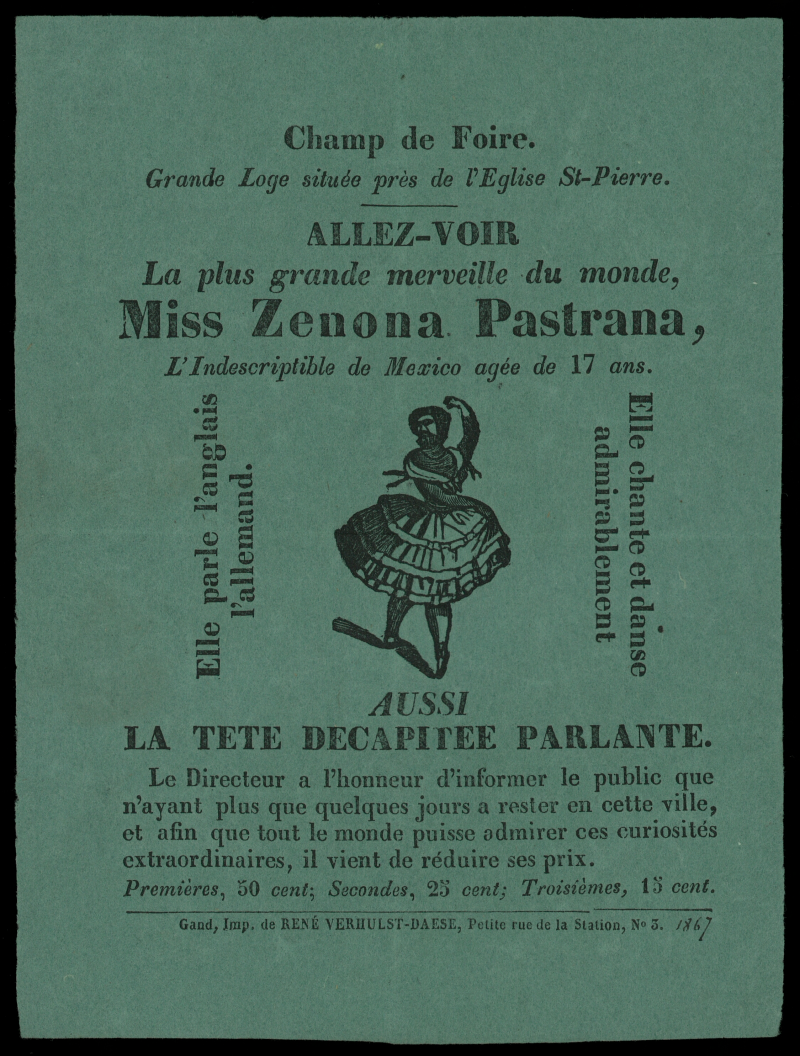 Champ de Foire.
Grande Loge située près de l'Eglise St-Pierre.
ALLEZ-VOIR
La plus grande merveille du monde,
Miss Zenona Pastrana,
L'Indescriptible de Mexico agée de 17 ans.
Elle parle l'anglais
l'allemand.
Elle chante et danse
admirablement
AUSSI
LA TETE DECAPITEE PARLANTE.
Le Directeur a l'honneur d'informer le public que
n'ayant plus que quelques jours a rester en cette ville,
et afin que tout le monde puisse admirer ces curiosités
extraordinaires, il vient de réduire ses prix.
Premières, 50 cent; Secondes, 25 cent; Troisièmes, 15 cent.
Gand, Imp. de RENÉ VERHULST-DAESE, Petite rue de la Station, No 3. 1867